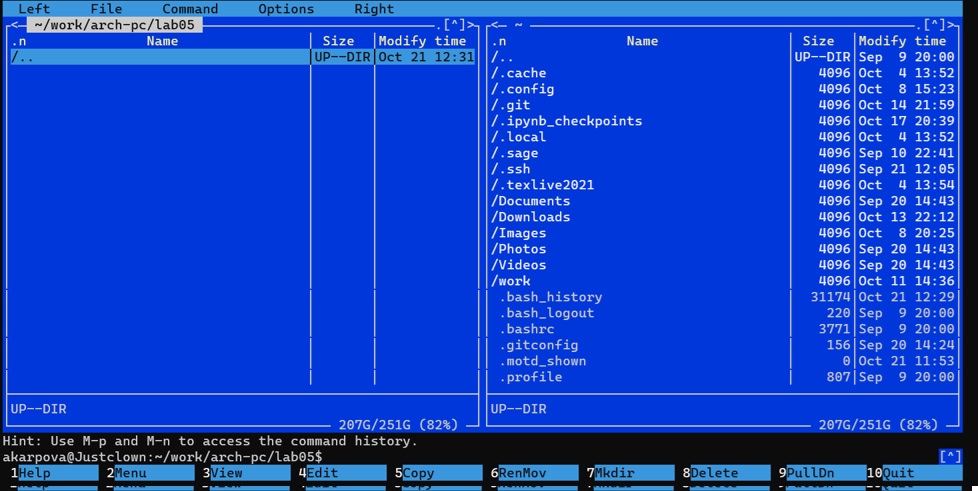 Left File Command Options Right
<─ ~/work/arch-pc/lab05 .[^]> <─ ~ .[^]>
.n Name Size Modify time .n Name Size Modify time
/.. UP--DIR Oct 21 12:31 /.. UP--DIR Sep 9 20:00
/.cache 4096 Oct 4 13:52
/.config 4096 Oct 8 15:23
/.git 4096 Oct 14 21:59
/.ipynb_checkpoints 4096 Oct 17 20:39
/.local 4096 Oct 4 13:52
/.sage 4096 Sep 10 22:41
/.ssh 4096 Sep 21 12:05
/.texlive2021 4096 Oct 4 13:54
/Documents 4096 Sep 20 14:43
/Downloads 4096 Oct 13 22:12
/Images 4096 Oct 8 20:25
/Photos 4096 Sep 20 14:43
/Videos 4096 Sep 20 14:43
/work 4096 Oct 11 14:36
.bash_history 31174 Oct 21 12:29
.bash_logout 220 Sep 9 20:00
.bashrc 3771 Sep 9 20:00
.gitconfig 156 Sep 20 14:24
.motd_shown 0 Oct 21 11:53
.profile 807 Sep 9 20:00
UP--DIR UP--DIR
207G/251G (82%) 207G/251G (82%)
Hint: Use M-p and M-n to access the command history.
akarpova@Justclown:~/work/arch-pc/lab05$ [^]
1Help 2Menu 3View 4Edit 5Copy 6RenMov 7Mkdir 8Delete 9PullDn 10Quit